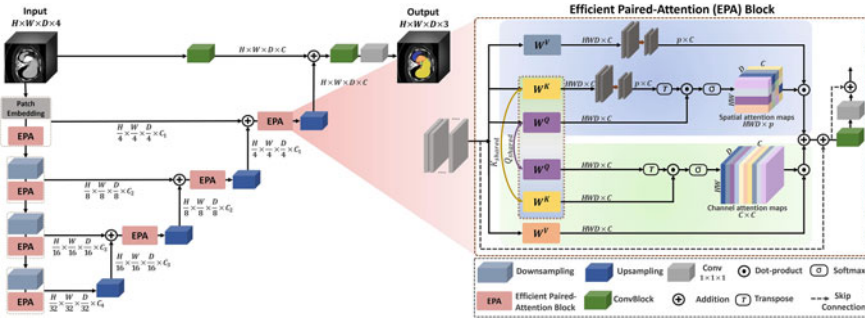 Input
H×W×D×4
Output
H×W×D×3
H×W×D×C
H×W×D×C
Patch
Embedding
EPA
H/4 × W/4 × D/4 × C₁
EPA
H/4 × W/4 × D/4 × C₁
EPA
H/8 × W/8 × D/8 × C₂
EPA
H/8 × W/8 × D/8 × C₂
EPA
H/16 × W/16 × D/16 × C₃
EPA
H/16 × W/16 × D/16 × C₃
EPA
H/32 × W/32 × D/32 × C₄
Efficient Paired-Attention (EPA) Block
W^V
HWD×C
p×C
W^K
HWD×C
p×C
T
σ
HW
D
C
Spatial attention maps
HWD × p
W^Q
HWD×C
K_shared
Q_shared
W^Q
HWD×C
T
σ
HW
D
C
Channel attention maps
C × C
W^K
HWD×C
W^V
HWD×C
Downsampling
Upsampling
Conv
1×1×1
Dot-product
σ
Softmax
EPA
Efficient Paired-
Attention Block
ConvBlock
Addition
T
Transpose
Skip
Connection